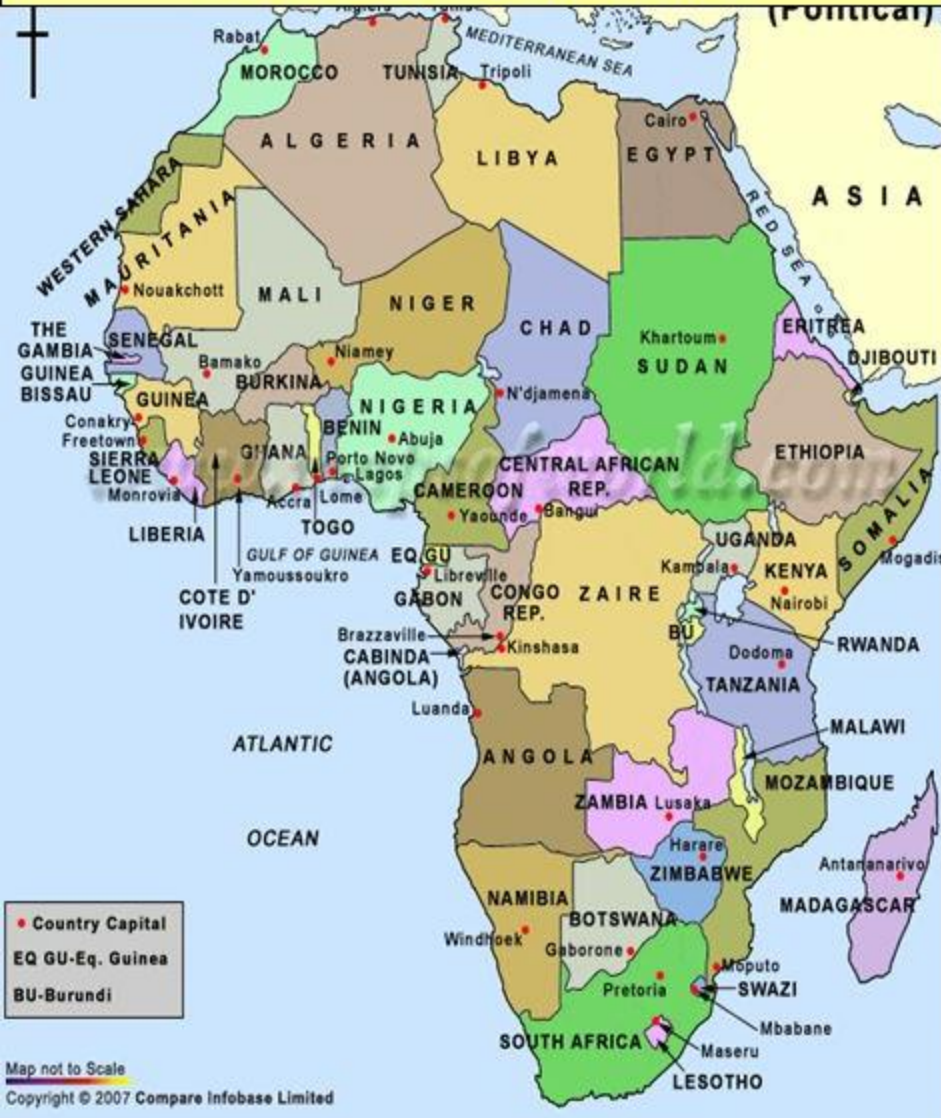 (Political)
Algiers
Tunis
Rabat
MEDITERRANEAN SEA
MOROCCO
TUNISIA
Tripoli
Cairo
ALGERIA
LIBYA
EGYPT
ASIA
WESTERN SAHARA
MAURITANIA
RED SEA
Nouakchott
MALI
NIGER
CHAD
Khartoum
SUDAN
ERITREA
DJIBOUTI
THE
GAMBIA
SENEGAL
GUINEA
BISSAU
Bamako
Niamey
BURKINA
N'djamena
GUINEA
NIGERIA
Conakry
Freetown
GHANA
BENIN
Abuja
ETHIOPIA
SIERRA
LEONE
Porto Novo
Lagos
CENTRAL AFRICAN
REP.
Monrovia
Accra
Lome
CAMEROON
Yaounde
Bangui
SOMALIA
LIBERIA
TOGO
UGANDA
GULF OF GUINEA
EQ GU
Mogadis
Yamoussoukro
Libreville
Kambala
KENYA
COTE D'
IVOIRE
GABON
CONGO
REP.
ZAIRE
Nairobi
Brazzaville
BU
RWANDA
Kinshasa
CABINDA
(ANGOLA)
Dodoma
TANZANIA
Luanda
MALAWI
ATLANTIC
ANGOLA
MOZAMBIQUE
ZAMBIA
Lusaka
OCEAN
Harare
ZIMBABWE
Antananarivo
MADAGASCAR
NAMIBIA
BOTSWANA
Windhoek
Gaborone
Moputo
Pretoria
SWAZI
Mbabane
SOUTH AFRICA
Maseru
LESOTHO
Country Capital
EQ GU-Eq. Guinea
BU-Burundi
Map not to Scale
Copyright © 2007 Compare Infobase Limited